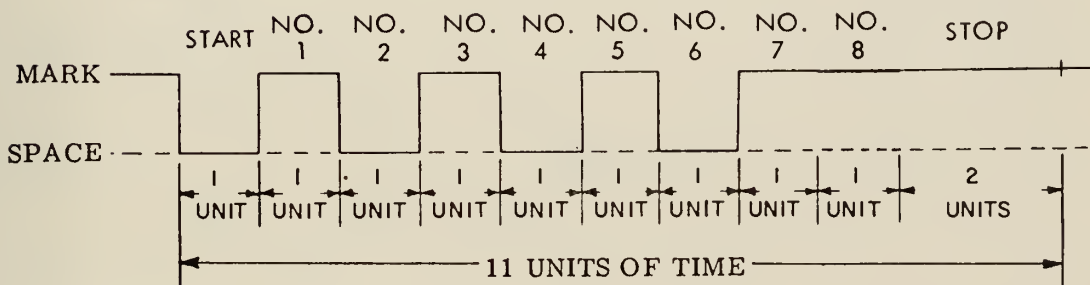 START NO. 1 NO. 2 NO. 3 NO. 4 NO. 5 NO. 6 NO. 7 NO. 8 STOP
MARK
SPACE
1 UNIT 1 UNIT 1 UNIT 1 UNIT 1 UNIT 1 UNIT 1 UNIT 1 UNIT 1 UNIT 2 UNITS
11 UNITS OF TIME